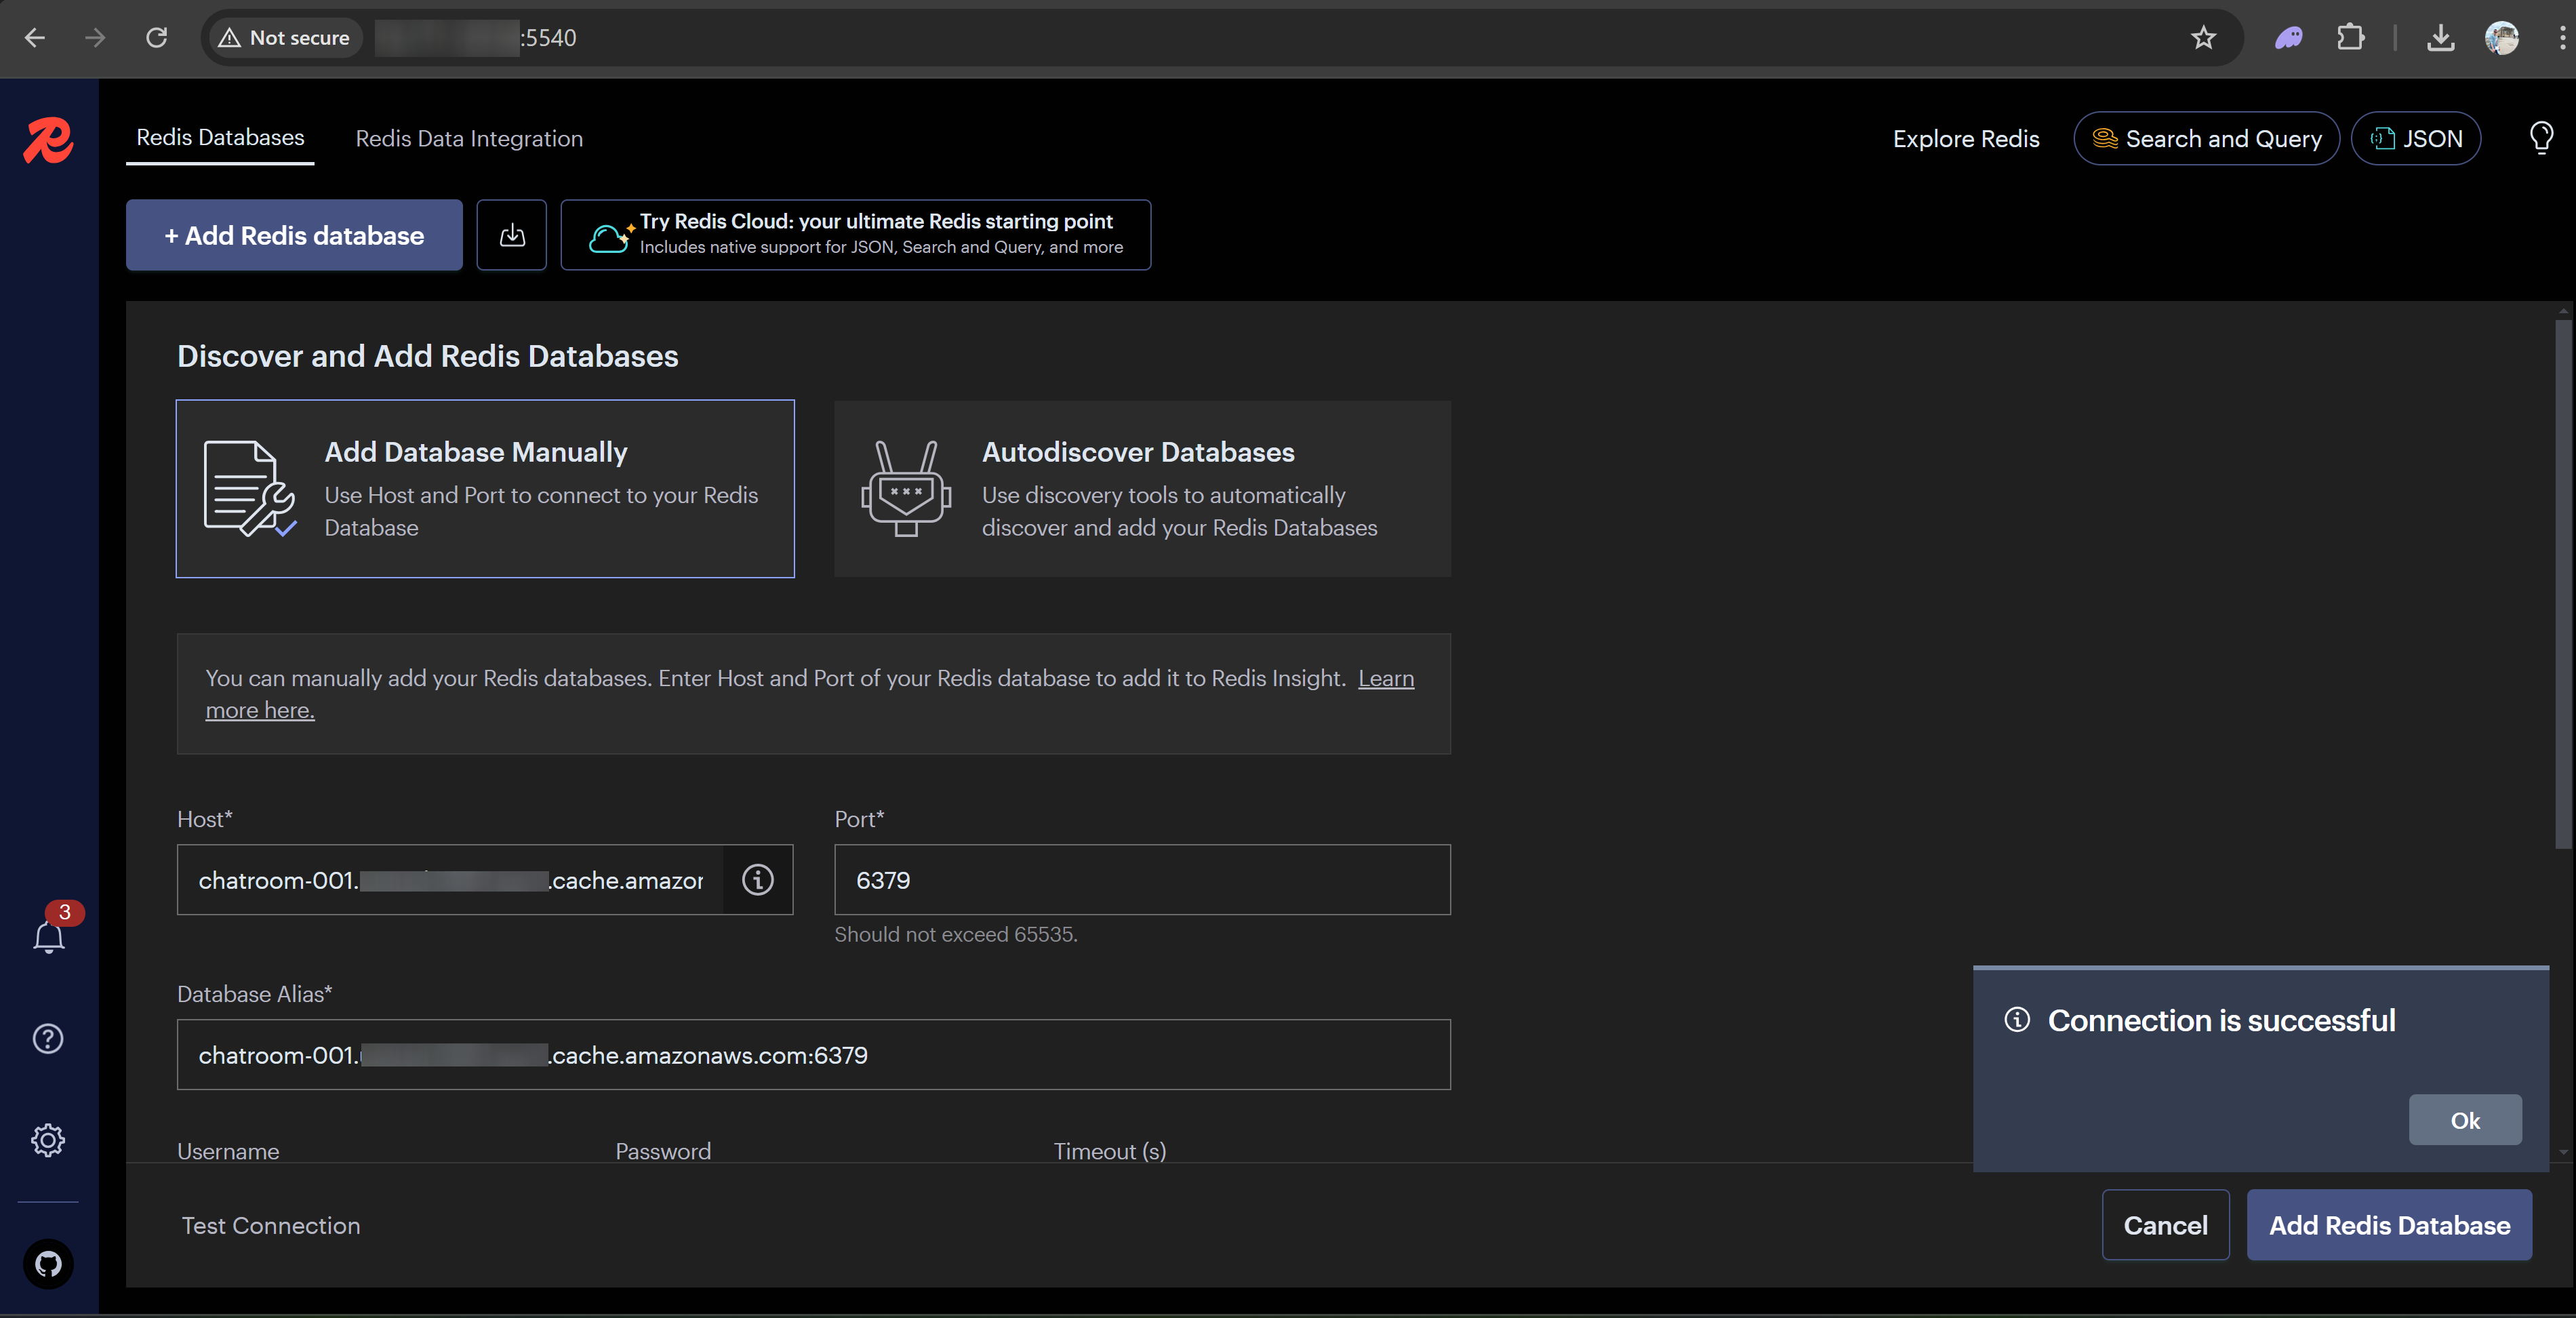 Not secure
:5540
Redis Databases
Redis Data Integration
Explore Redis
Search and Query
JSON
+ Add Redis database
Try Redis Cloud: your ultimate Redis starting point
Includes native support for JSON, Search and Query, and more
Discover and Add Redis Databases
Add Database Manually
Use Host and Port to connect to your Redis
Database
Autodiscover Databases
Use discovery tools to automatically
discover and add your Redis Databases
You can manually add your Redis databases. Enter Host and Port of your Redis database to add it to Redis Insight. Learn
more here.
Host*
Port*
chatroom-001. .cache.amazor
6379
Should not exceed 65535.
3
Database Alias*
chatroom-001. .cache.amazonaws.com:6379
Connection is successful
Ok
Username
Password
Timeout (s)
Test Connection
Cancel
Add Redis Database